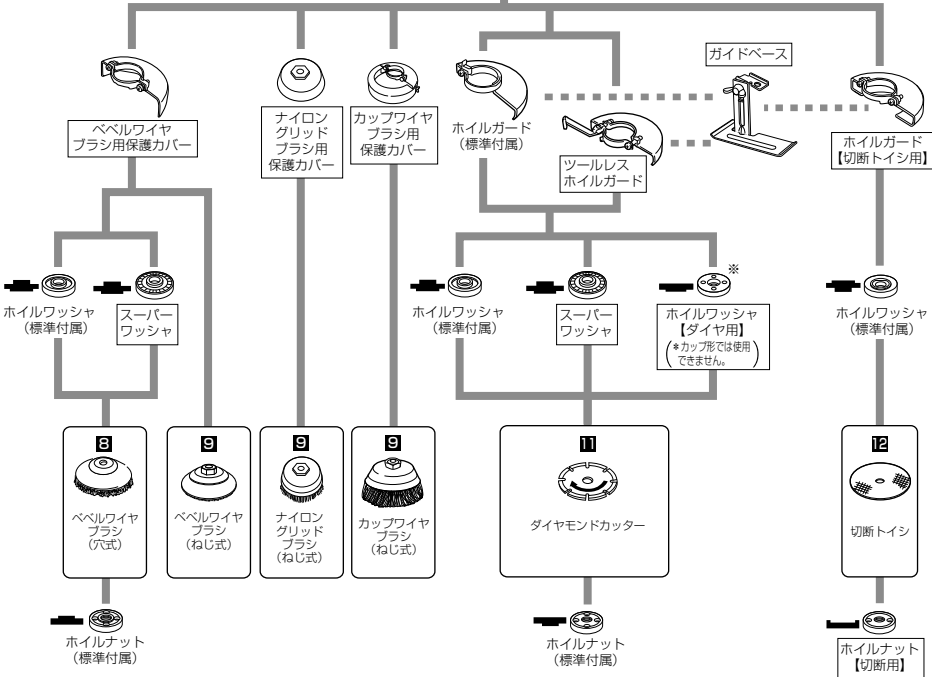 ガイドベース
ベベルワイヤ
ブラシ用保護カバー
ナイロン
グリッド
ブラシ用
保護カバー
カップワイヤ
ブラシ用
保護カバー
ホイルガード
(標準付属)
ツールレス
ホイルガード
ホイルガード
【切断トイシ用】
ホイルワッシャ
(標準付属)
スーパー
ワッシャ
ホイルワッシャ
(標準付属)
スーパー
ワッシャ
※
ホイルワッシャ
【ダイヤ用】
(*カップ形では使用
できません。)
ホイルワッシャ
(標準付属)
8
ベベルワイヤ
ブラシ
(穴式)
9
ベベルワイヤ
ブラシ
(ねじ式)
9
ナイロン
グリッド
ブラシ
(ねじ式)
9
カップワイヤ
ブラシ
(ねじ式)
11
ダイヤモンドカッター
12
切断トイシ
ホイルナット
(標準付属)
ホイルナット
(標準付属)
ホイルナット
【切断用】